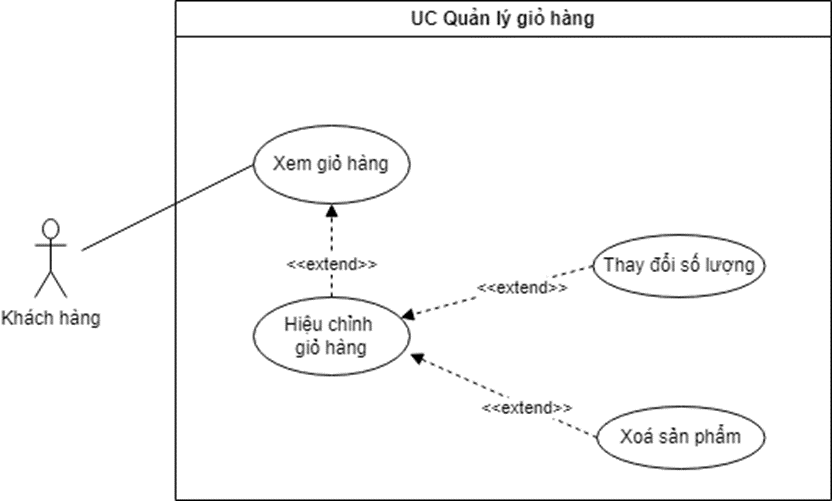 UC Quản lý giỏ hàng
Xem giỏ hàng
<<extend>>
Thay đổi số lượng
<<extend>>
Khách hàng
Hiệu chỉnh
giỏ hàng
<<extend>>
Xoá sản phẩm